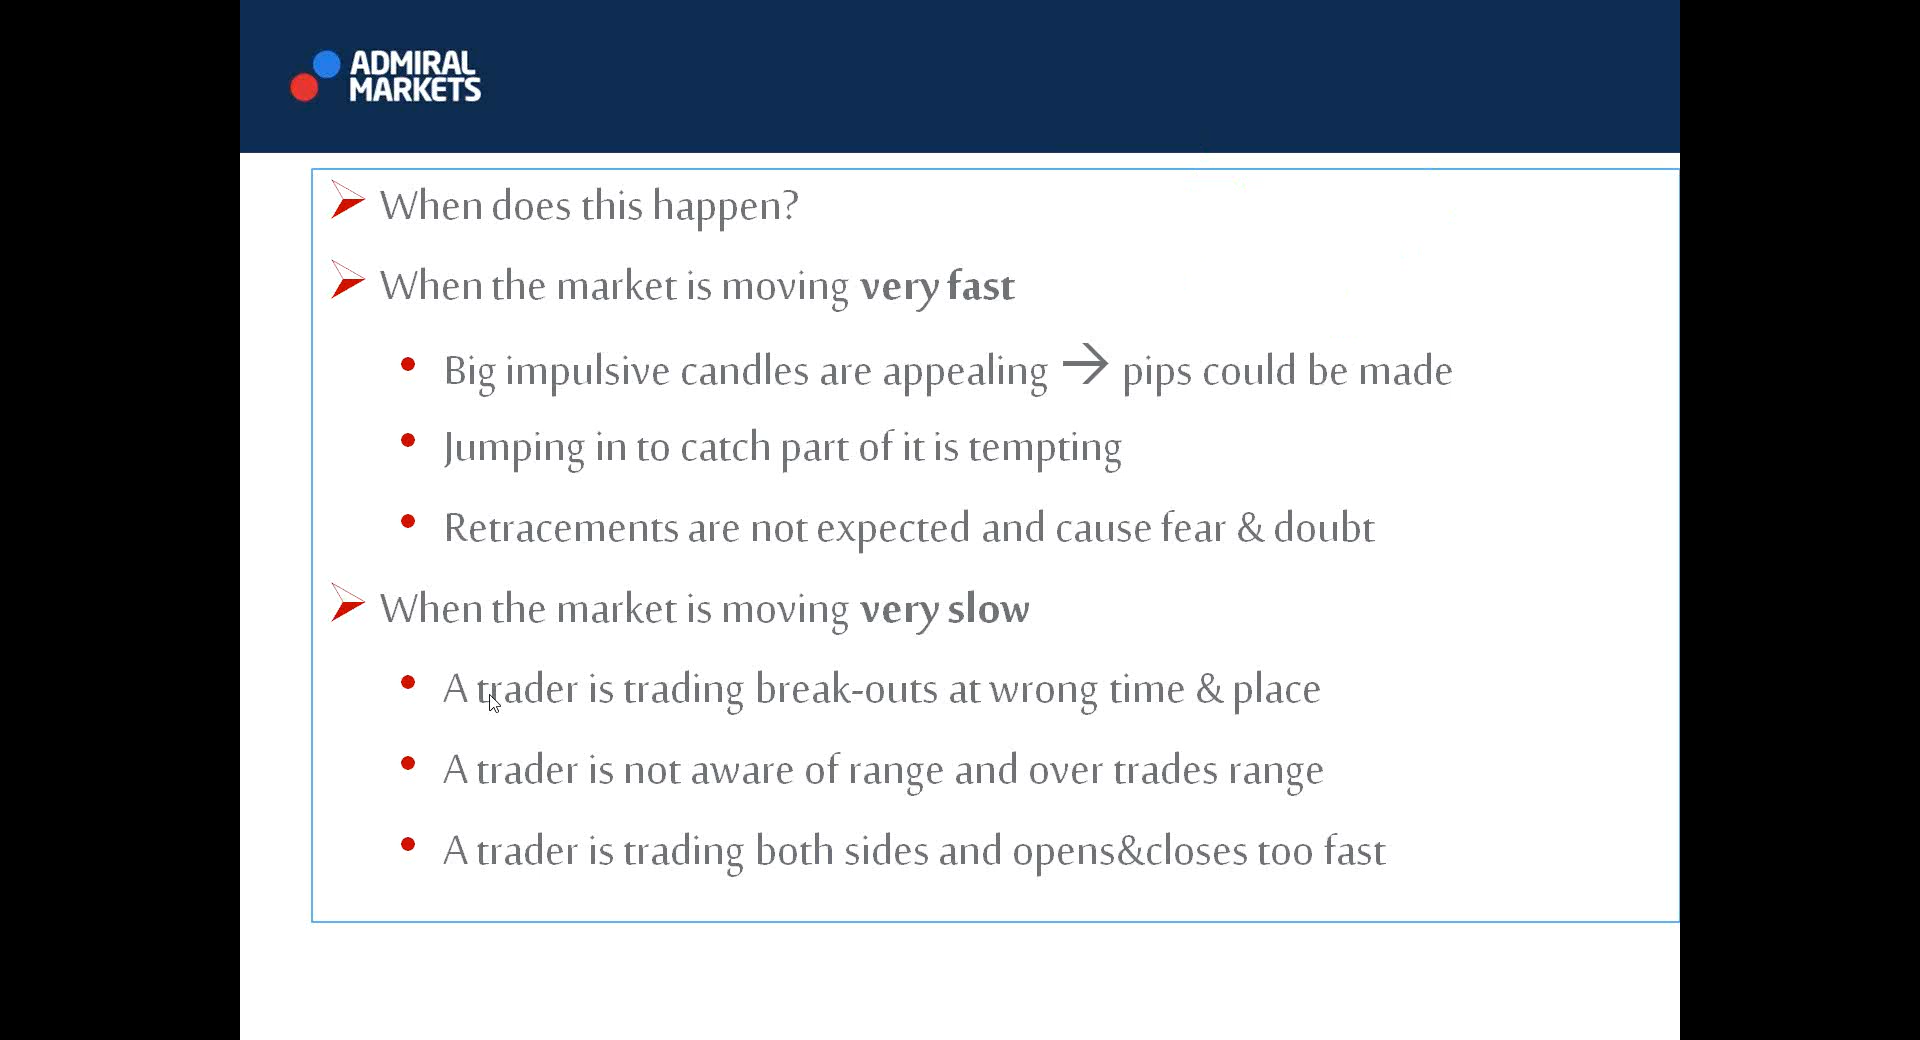 ADMIRAL
MARKETS
When does this happen?
When the market is moving very fast
Big impulsive candles are appealing → pips could be made
Jumping in to catch part of it is tempting
Retracements are not expected and cause fear & doubt
When the market is moving very slow
A trader is trading break-outs at wrong time & place
A trader is not aware of range and over trades range
A trader is trading both sides and opens&closes too fast